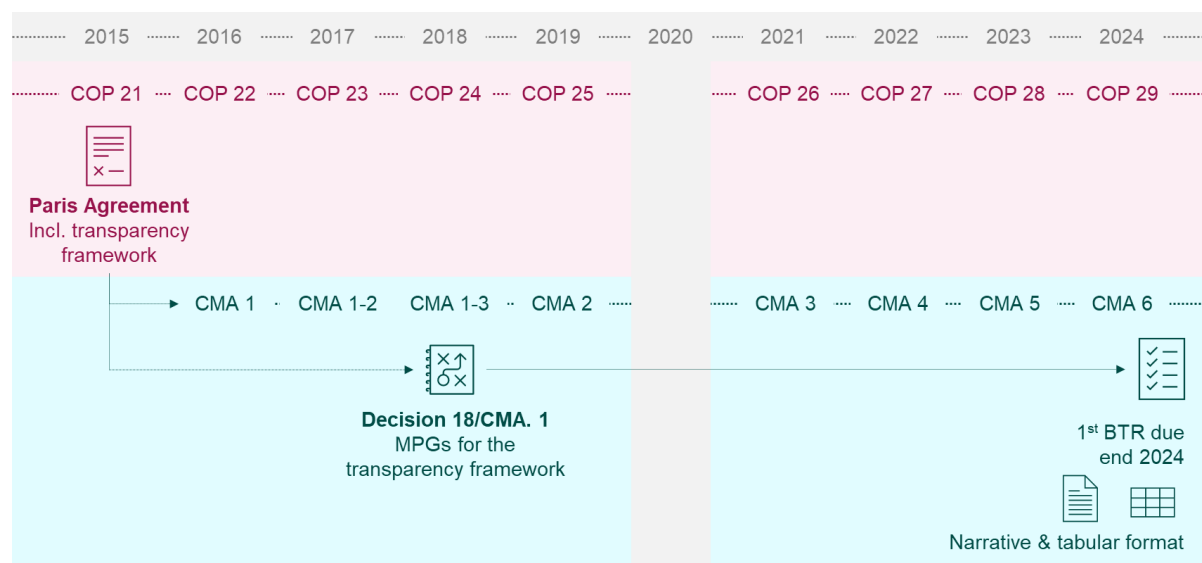 2015 2016 2017 2018 2019 2020 2021 2022 2023 2024
COP 21 COP 22 COP 23 COP 24 COP 25 COP 26 COP 27 COP 28 COP 29
Paris Agreement
Incl. transparency
framework
CMA 1 CMA 1-2 CMA 1-3 CMA 2 CMA 3 CMA 4 CMA 5 CMA 6
Decision 18/CMA. 1
MPGs for the
transparency framework
1st BTR due
end 2024
Narrative & tabular format